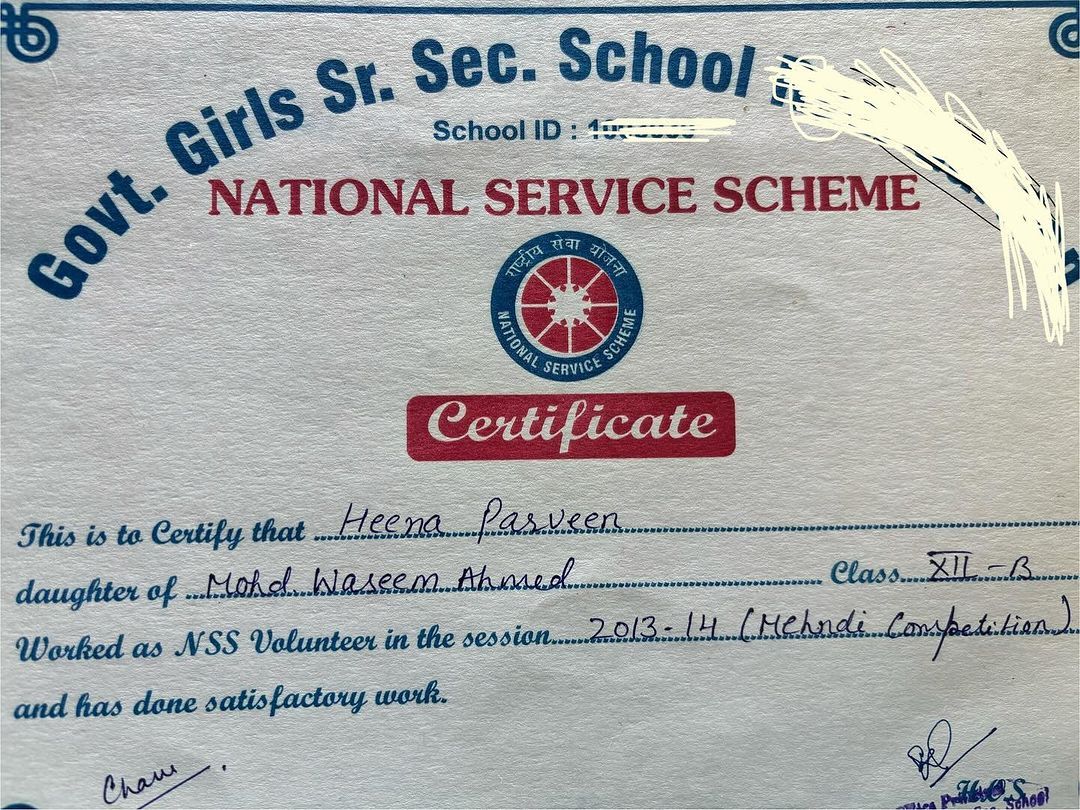 Govt. Girls Sr. Sec. School
School ID :
NATIONAL SERVICE SCHEME
राष्ट्रीय सेवा योजना
NATIONAL SERVICE SCHEME
Certificate
This is to Certify that Heena Parveen
daughter of Mohd Waseem Ahmed Class XII - B
Worked as NSS Volunteer in the session 2013-14 (Mehndi Competition)
and has done satisfactory work.
H.O.S.
School